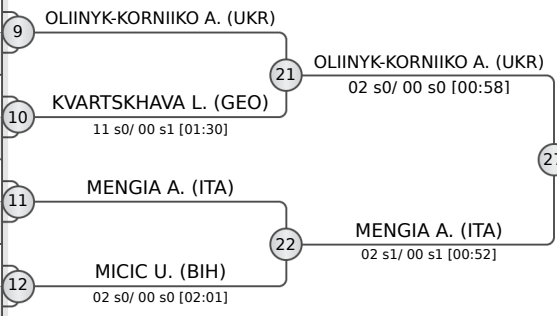 OLIINYK-KORNIIKO A. (UKR)
9
OLIINYK-KORNIIKO A. (UKR)
21
02 s0/ 00 s0 [00:58]
KVARTSKHAVA L. (GEO)
10
11 s0/ 00 s1 [01:30]
27
MENGIA A. (ITA)
11
MENGIA A. (ITA)
22
02 s1/ 00 s1 [00:52]
MICIC U. (BIH)
12
02 s0/ 00 s0 [02:01]